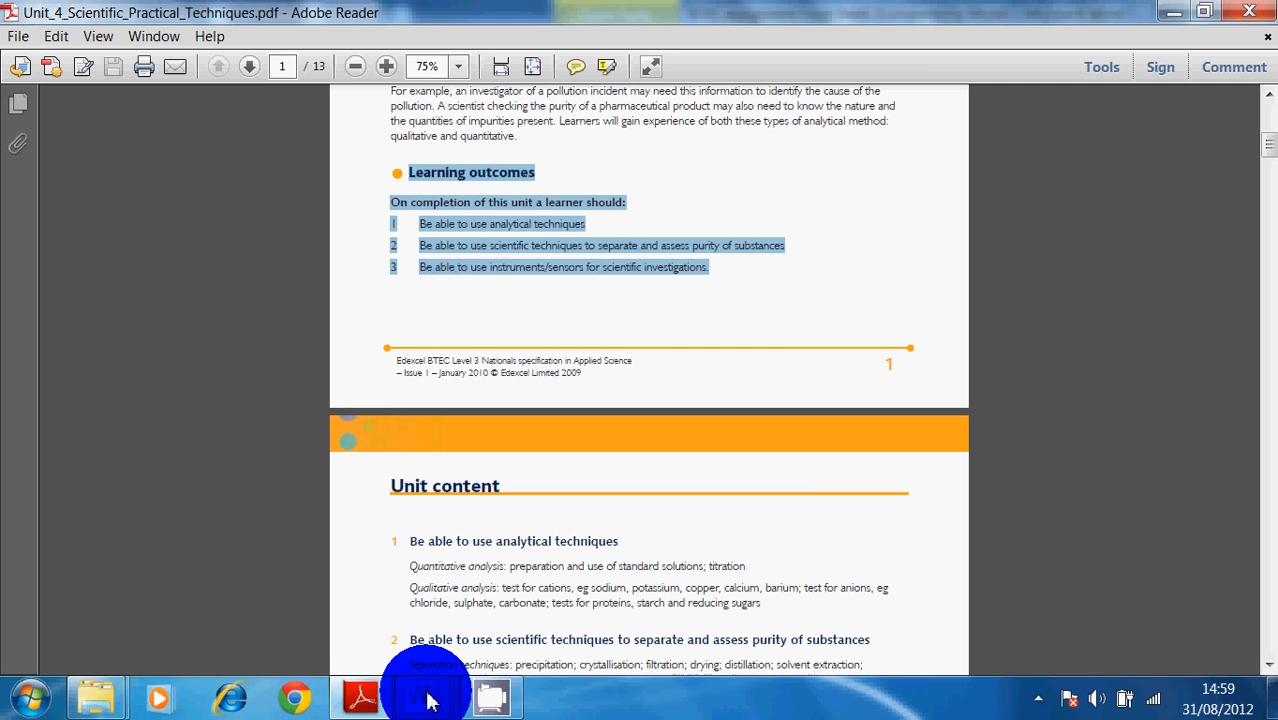 Unit_4_Scientific_Practical_Techniques.pdf - Adobe Reader
File Edit View Window Help
1 / 13 75% Tools Sign Comment
For example, an investigator of a pollution incident may need this information to identify the cause of the
pollution. A scientist checking the purity of a pharmaceutical product may also need to know the nature and
the quantities of impurities present. Learners will gain experience of both these types of analytical method:
qualitative and quantitative.
Learning outcomes
On completion of this unit a learner should:
1 Be able to use analytical techniques
2 Be able to use scientific techniques to separate and assess purity of substances
3 Be able to use instruments/sensors for scientific investigations.
Edexcel BTEC Level 3 Nationals specification in Applied Science
– Issue 1 – January 2010 © Edexcel Limited 2009
1
Unit content
1 Be able to use analytical techniques
Quantitative analysis: preparation and use of standard solutions; titration
Qualitative analysis: test for cations, eg sodium, potassium, copper, calcium, barium; test for anions, eg
chloride, sulphate, carbonate; tests for proteins, starch and reducing sugars
2 Be able to use scientific techniques to separate and assess purity of substances
Separation techniques: precipitation; crystallisation; filtration; drying; distillation; solvent extraction;
14:59
31/08/2012